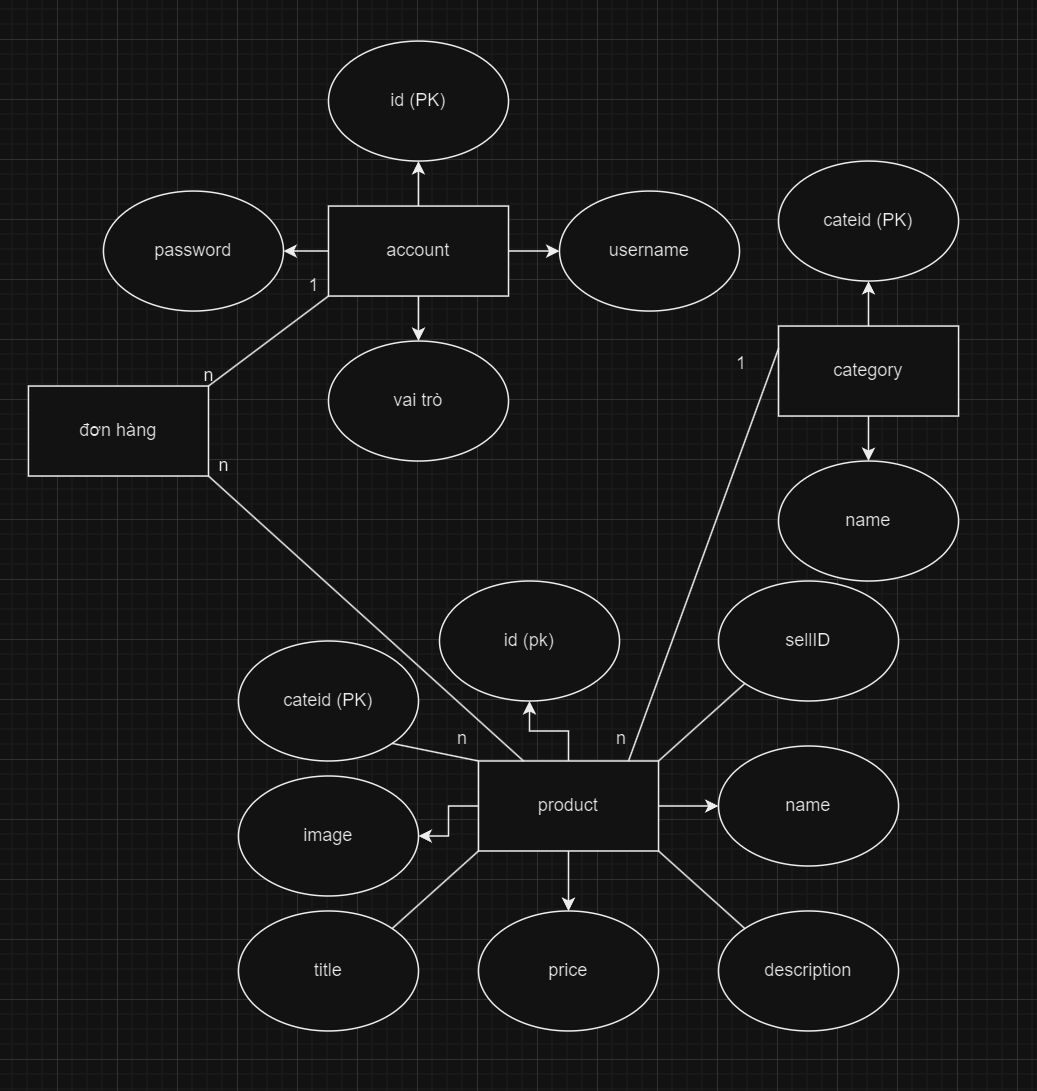 id (PK)
cateid (PK)
password
account
username
1
1
category
n
vai trò
đơn hàng
n
name
id (pk)
sellID
cateid (PK)
n
n
product
name
image
title
price
description